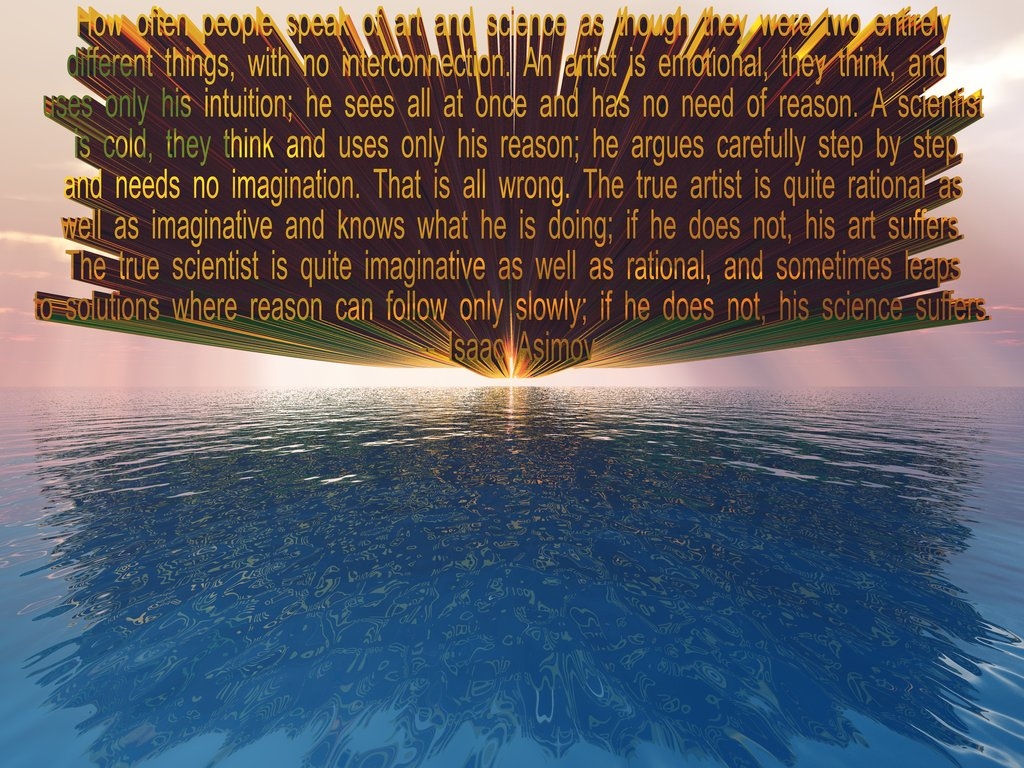 How often people speak of art and science as though they were two entirely
different things, with no interconnection. An artist is emotional, they think, and
uses only his intuition; he sees all at once and has no need of reason. A scientist
is cold, they think and uses only his reason; he argues carefully step by step,
and needs no imagination. That is all wrong. The true artist is quite rational as
well as imaginative and knows what he is doing; if he does not, his art suffers.
The true scientist is quite imaginative as well as rational, and sometimes leaps
to solutions where reason can follow only slowly; if he does not, his science suffers.
- Isaac Asimov